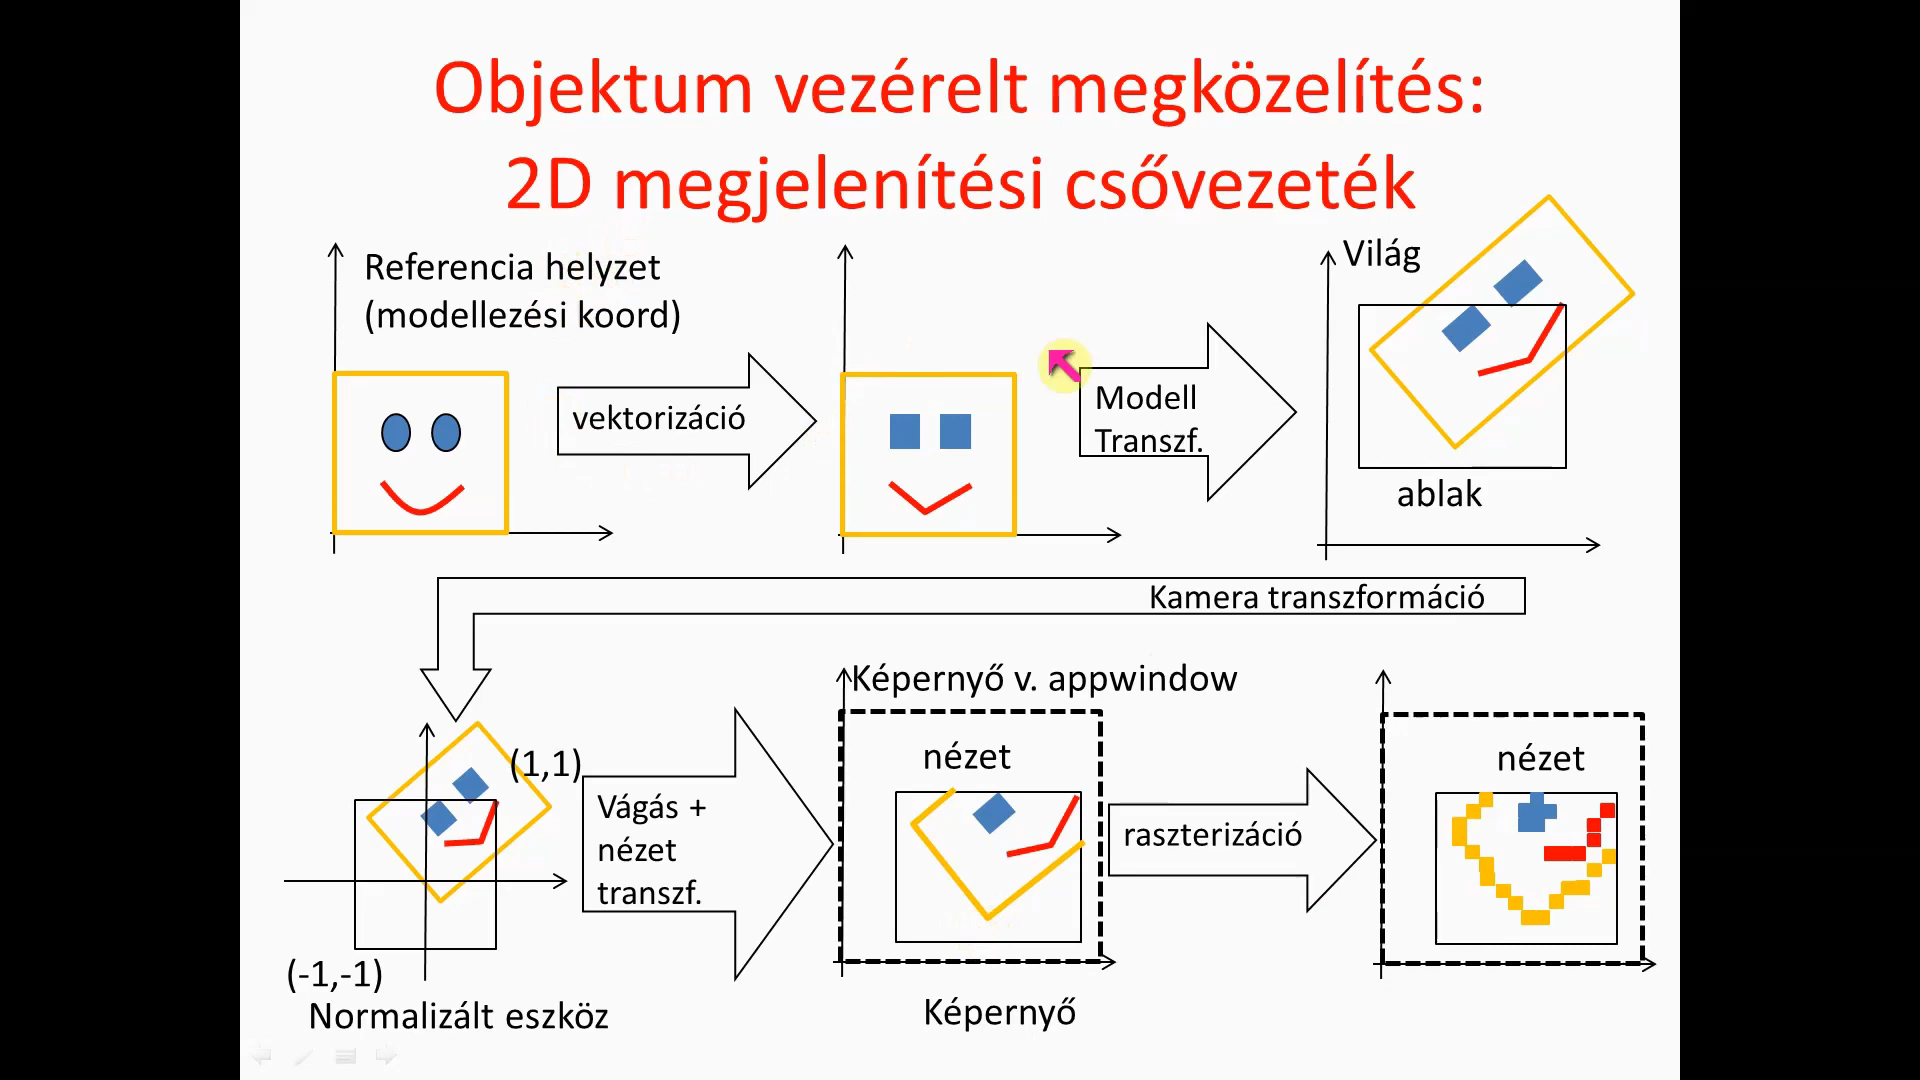 Objektum vezérelt megközelítés:
2D megjelenítési csővezeték
Referencia helyzet
(modellezési koord)
vektorizáció
Modell
Transzf.
Világ
ablak
Kamera transzformáció
(1,1)
(-1,-1)
Normalizált eszköz
Vágás +
nézet
transzf.
Képernyő v. appwindow
nézet
Képernyő
raszterizáció
nézet